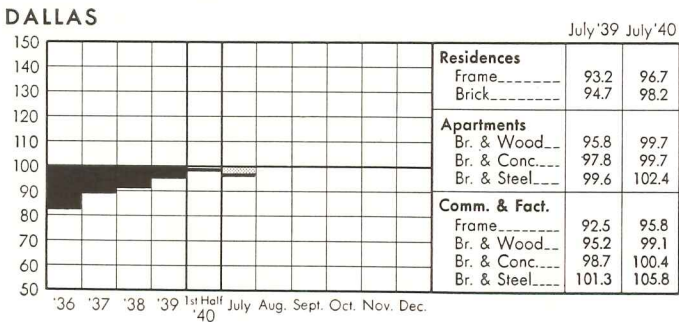 DALLAS
July '39 July '40
150
140
130
120
110
100
90
80
70
60
50
'36 '37 '38 '39 1st Half '40 July Aug. Sept. Oct. Nov. Dec.
Residences
Frame 93.2 96.7
Brick 94.7 98.2
Apartments
Br. & Wood 95.8 99.7
Br. & Conc. 97.8 99.7
Br. & Steel 99.6 102.4
Comm. & Fact.
Frame 92.5 95.8
Br. & Wood 95.2 99.1
Br. & Conc. 98.7 100.4
Br. & Steel 101.3 105.8